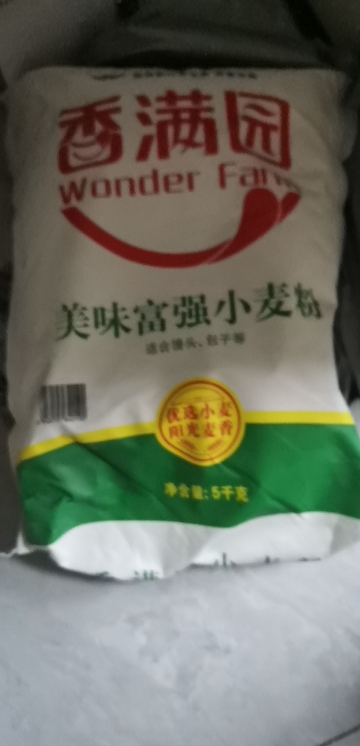 香满园
Wonder Farm
美味富强小麦粉
适合馒头、包子等
优选小麦
阳光麦香
净含量:5千克